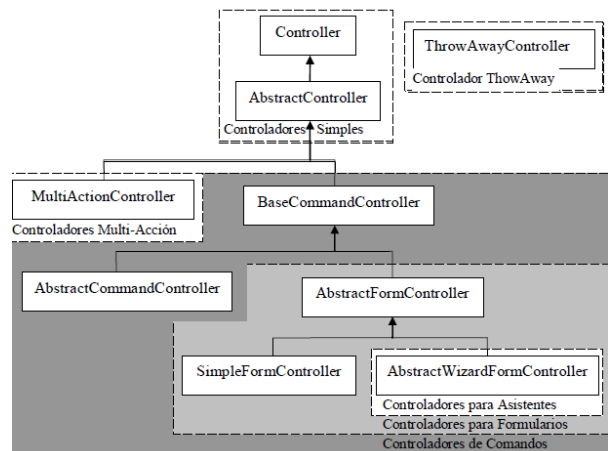 Controller
ThrowAwayController
Controlador ThowAway
AbstractController
Controladores Simples
MultiActionController
Controladores Multi-Acción
BaseCommandController
AbstractCommandController
AbstractFormController
SimpleFormController
AbstractWizardFormController
Controladores para Asistentes
Controladores para Formularios
Controladores de Comandos